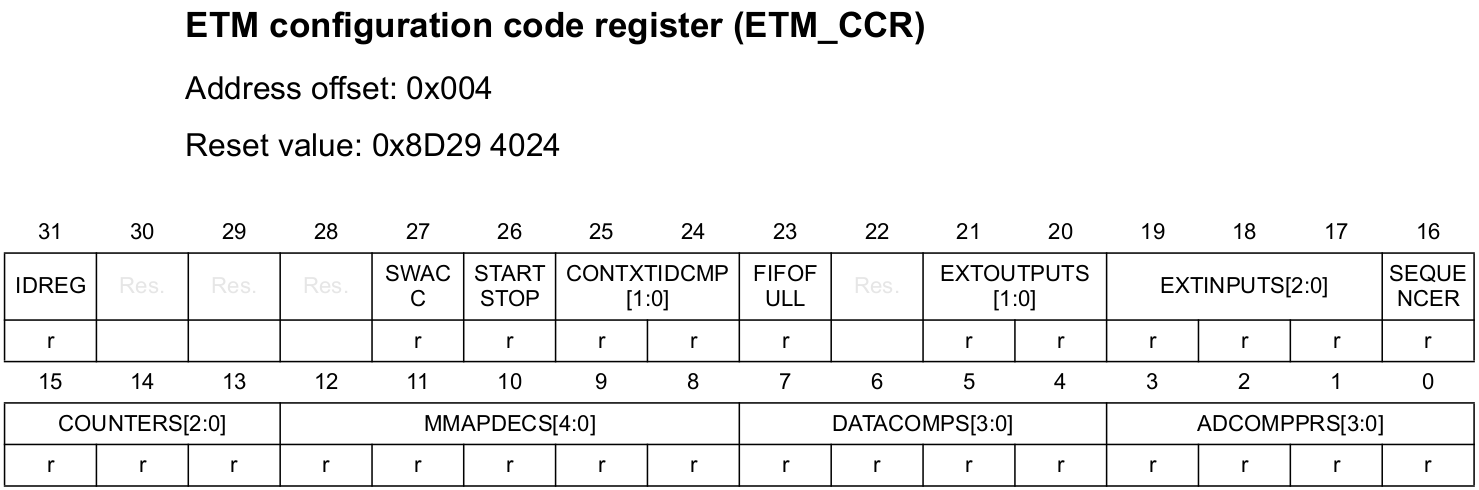 ETM configuration code register (ETM_CCR)
Address offset: 0x004
Reset value: 0x8D29 4024
31 30 29 28 27 26 25 24 23 22 21 20 19 18 17 16
IDREG Res. Res. Res. SWAC START CONTXTIDCMP FIFOF Res. EXTOUTPUTS EXTINPUTS[2:0] SEQUE
C STOP [1:0] ULL [1:0] NCER
r r r r r r r r r r r r
15 14 13 12 11 10 9 8 7 6 5 4 3 2 1 0
COUNTERS[2:0] MMAPDECS[4:0] DATACOMPS[3:0] ADCOMPPRS[3:0]
r r r r r r r r r r r r r r r r